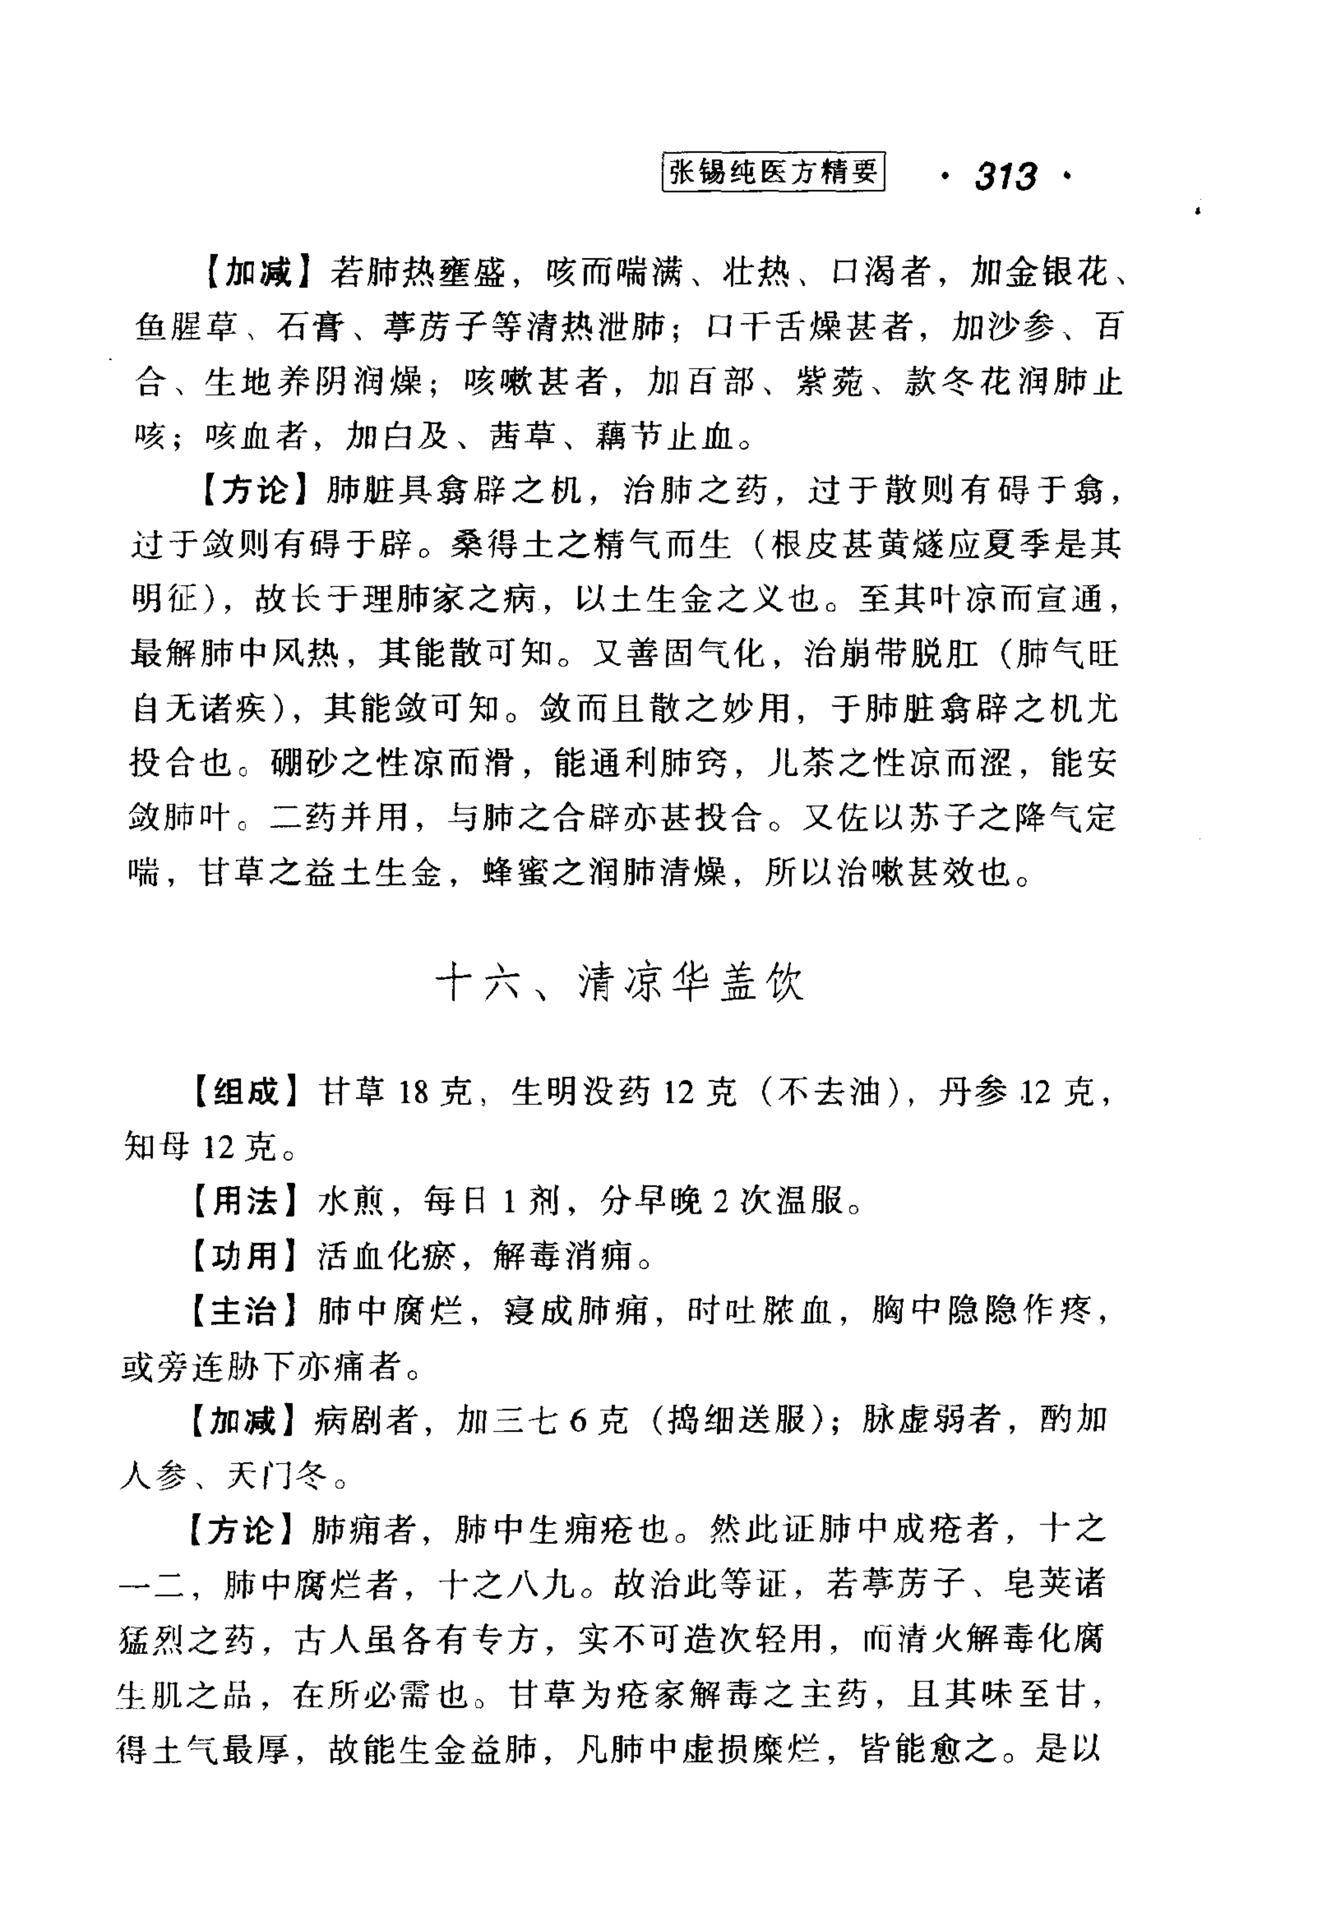 张锡纯医方精要 · 313 ·
【加减】若肺热壅盛，咳而喘满、壮热、口渴者，加金银花、
鱼腥草、石膏、葶苈子等清热泄肺；口干舌燥甚者，加沙参、百
合、生地养阴润燥；咳嗽甚者，加百部、紫菀、款冬花润肺止
咳；咳血者，加白及、茜草、藕节止血。
【方论】肺脏具翕辟之机，治肺之药，过于散则有碍于翕，
过于敛则有碍于辟。桑得土之精气而生（根皮甚黄燧应夏季是其
明征），故长于理肺家之病，以土生金之义也。至其叶凉而宣通，
最解肺中风热，其能散可知。又善固气化，治崩带脱肛（肺气旺
自无诸疾），其能敛可知。敛而且散之妙用，于肺脏翕辟之机尤
投合也。硼砂之性凉而滑，能通利肺窍，儿茶之性凉而涩，能安
敛肺叶。二药并用，与肺之合辟亦甚投合。又佐以苏子之降气定
喘，甘草之益土生金，蜂蜜之润肺清燥，所以治嗽甚效也。
十六、清凉华盖饮
【组成】甘草 18 克，生明没药 12 克（不去油），丹参 12 克，
知母 12 克。
【用法】水煎，每日 1 剂，分早晚 2 次温服。
【功用】活血化瘀，解毒消痈。
【主治】肺中腐烂，寖成肺痈，时吐脓血，胸中隐隐作疼，
或旁连胁下亦痛者。
【加减】病剧者，加三七 6 克（捣细送服）；脉虚弱者，酌加
人参、天门冬。
【方论】肺痈者，肺中生痈疮也。然此证肺中成疮者，十之
一二，肺中腐烂者，十之八九。故治此等证，若葶苈子、皂荚诸
猛烈之药，古人虽各有专方，实不可造次轻用，而清火解毒化腐
生肌之品，在所必需也。甘草为疮家解毒之主药，且其味至甘，
得土气最厚，故能生金益肺，凡肺中虚损糜烂，皆能愈之。是以